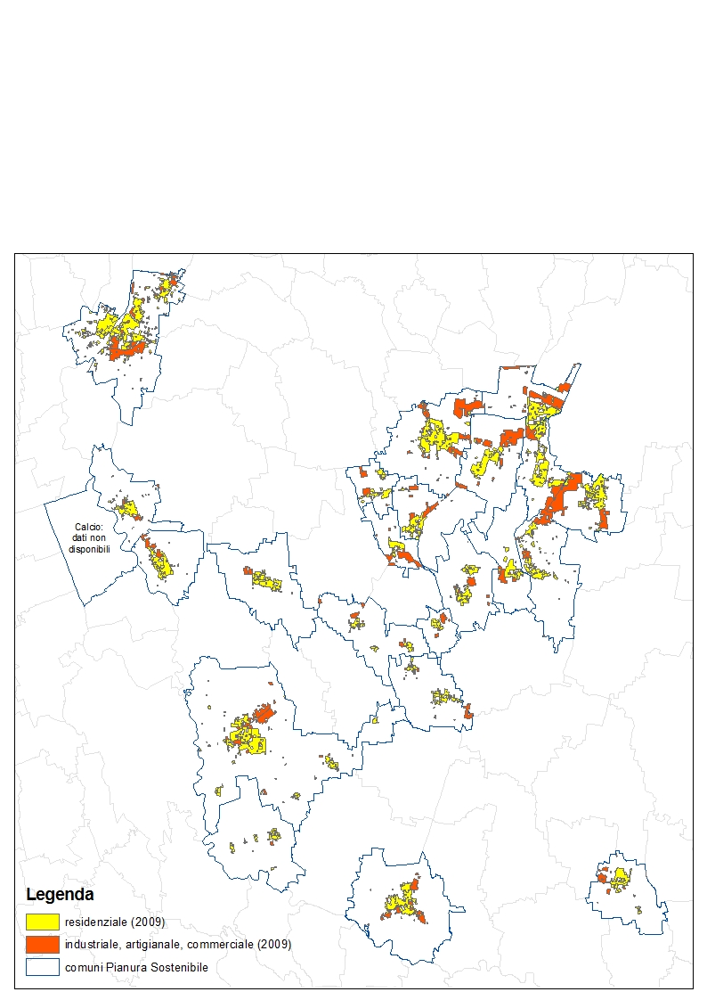 Calcio:
dati non
disponibili
Legenda
residenziale (2009)
industriale, artigianale, commerciale (2009)
comuni Pianura Sostenibile